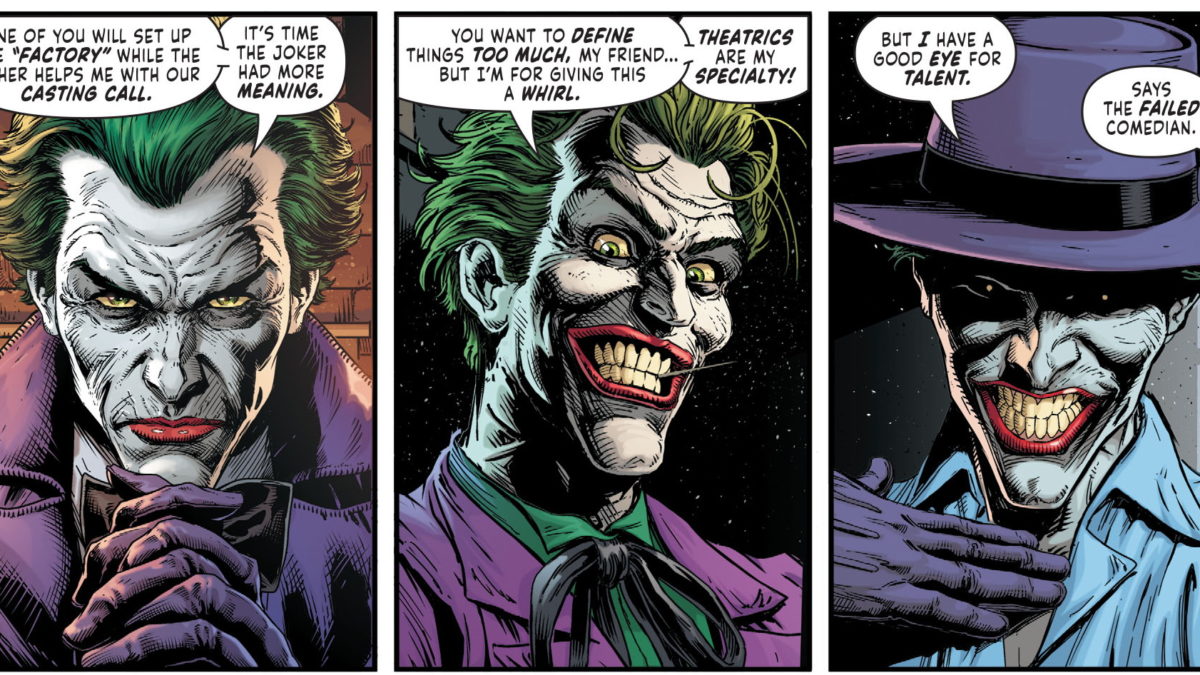 NE OF YOU WILL SET UP
"FACTORY" WHILE THE
HER HELPS ME WITH OUR
CASTING CALL.
IT'S TIME
THE JOKER
HAD MORE
MEANING.
YOU WANT TO DEFINE
THINGS TOO MUCH, MY FRIEND...
BUT I'M FOR GIVING THIS
A WHIRL.
THEATRICS
ARE MY
SPECIALTY!
BUT I HAVE A
GOOD EYE FOR
TALENT.
SAYS
THE FAILED
COMEDIAN.